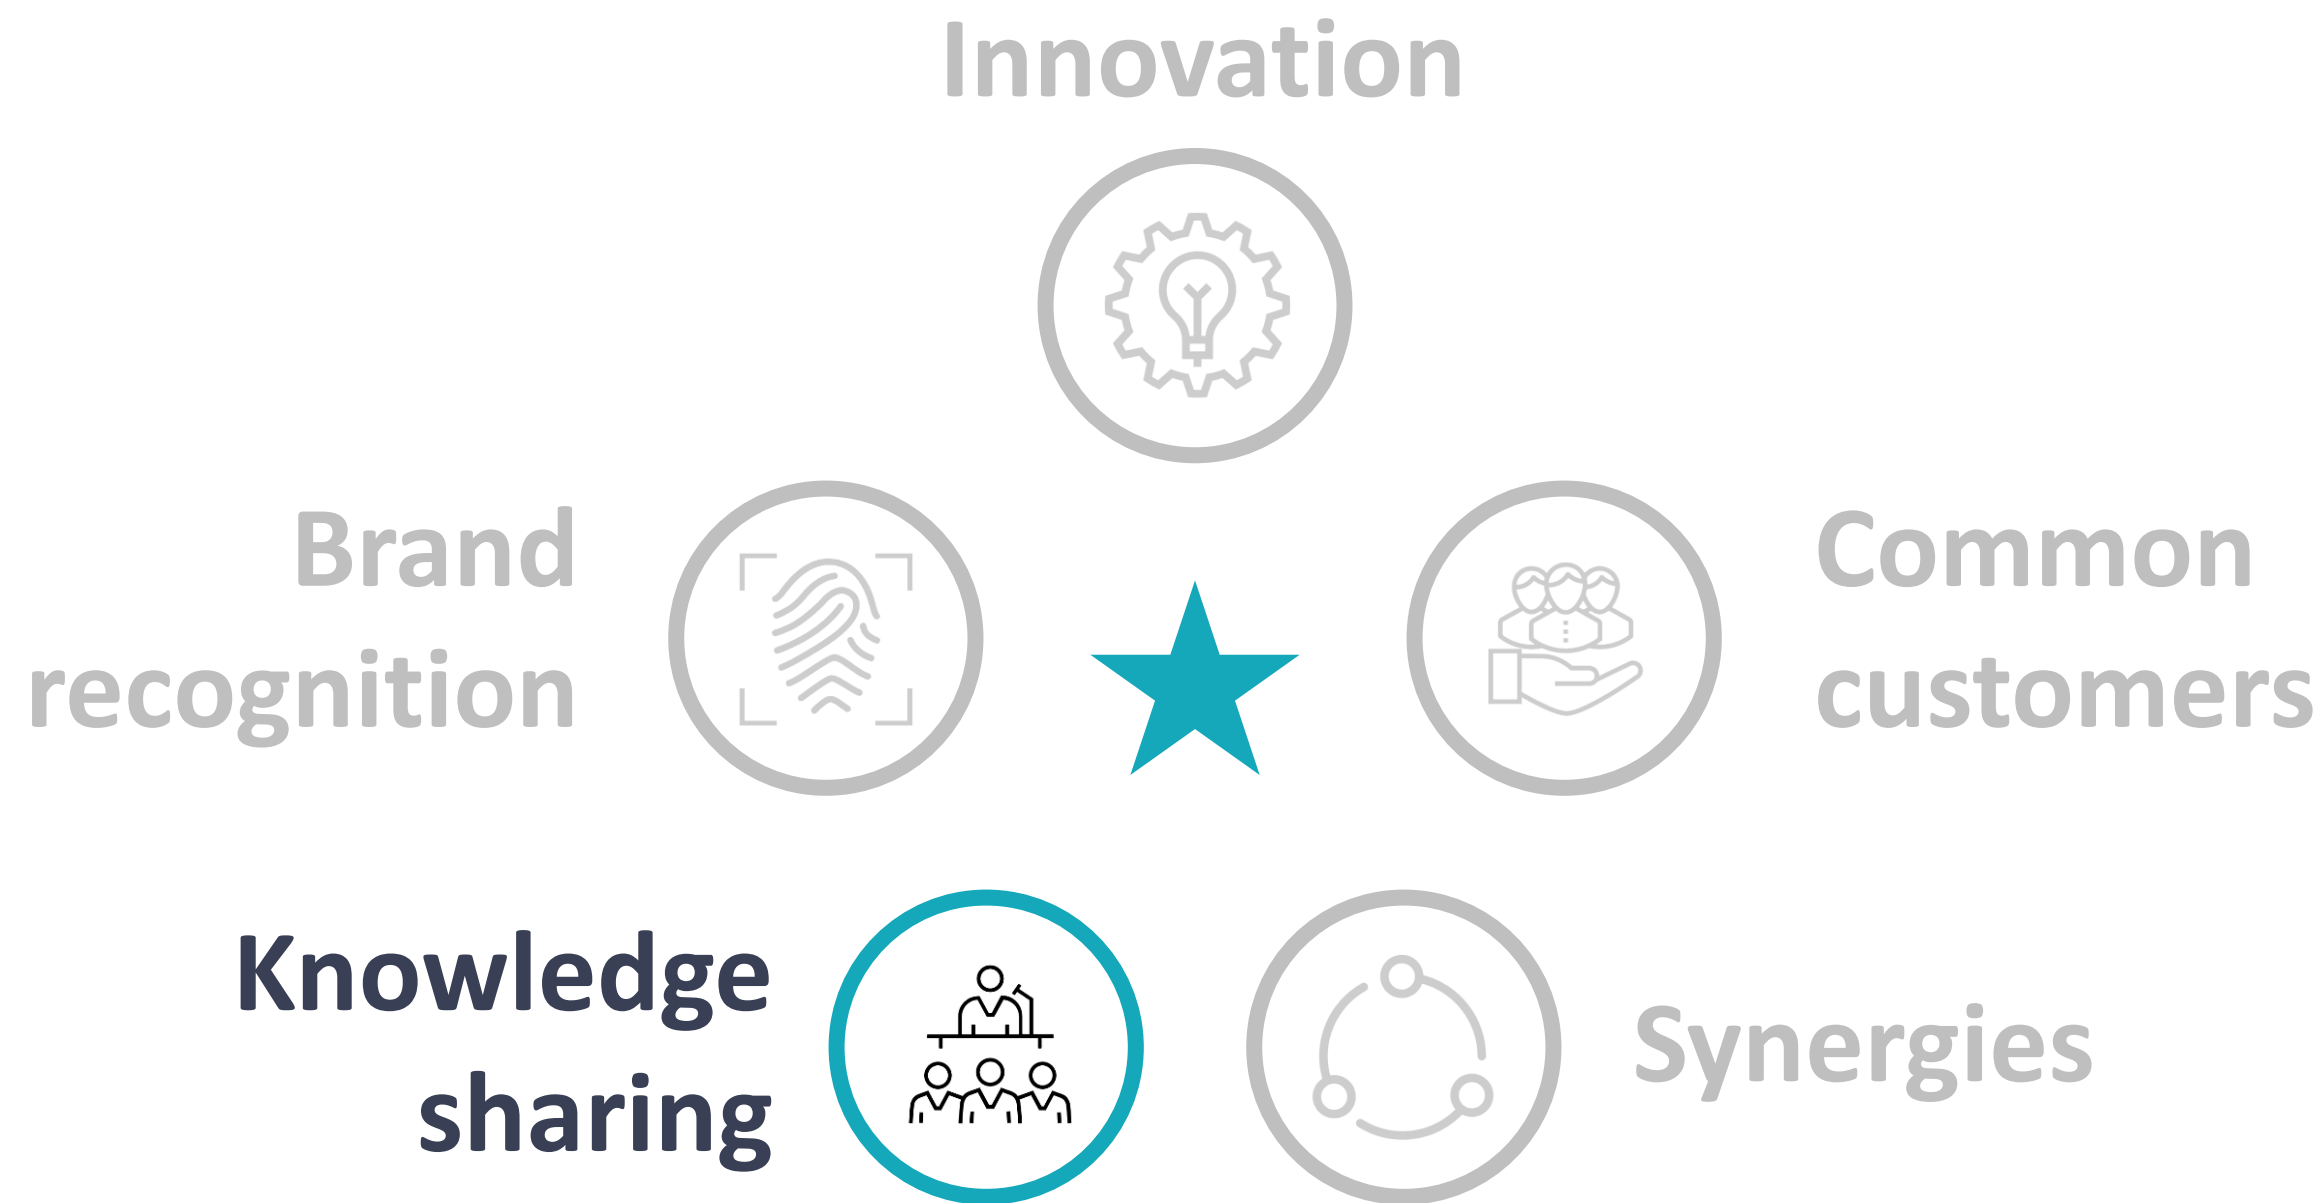 Innovation
Brand
recognition
Common
customers
Knowledge
sharing
Synergies